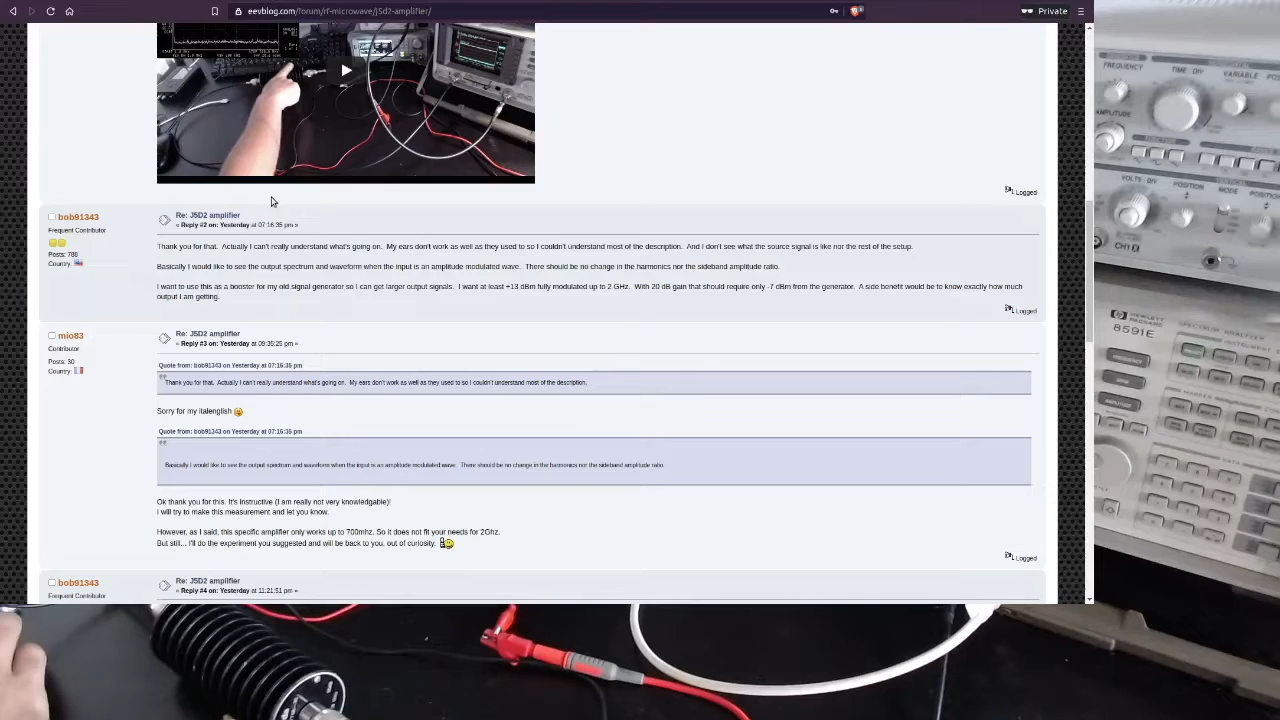 eevblog.com/forum/rf-microwave/j5d2-amplifier/
Private
Logged
bob91343
Frequent Contributor
Posts: 788
Country:
Re: J5D2 amplifier
« Reply #2 on: Yesterday at 07:16:35 pm »
Thank you for that.  Actually I can't really understand what's going on.  My ears don't work as well as they used to so I couldn't understand most of the description.  And I don't see what the source signal is like nor the rest of the setup.
Basically I would like to see the output spectrum and waveform when the input is an amplitude modulated wave.  There should be no change in the harmonics nor the sideband amplitude ratio.
I want to use this as a booster for my old signal generator so I can get larger output signals.  I want at least +13 dBm fully modulated up to 2 GHz.  With 20 dB gain that should require only -7 dBm from the generator.  A side benefit would be to know exactly how much
output I am getting.
Logged
mio83
Contributor
Posts: 30
Country:
Re: J5D2 amplifier
« Reply #3 on: Yesterday at 09:35:25 pm »
Quote from: bob91343 on Yesterday at 07:16:35 pm
Thank you for that.  Actually I can't really understand what's going on.  My ears don't work as well as they used to so I couldn't understand most of the description.
Sorry for my italenglish
Quote from: bob91343 on Yesterday at 07:16:35 pm
Basically I would like to see the output spectrum and waveform when the input is an amplitude modulated wave.  There should be no change in the harmonics nor the sideband amplitude ratio.
Ok thank you for this. It's instructive (I am really not very knowledgable)!
I will try to make this measurement and let you know.
However, as I said, this specific amplifier only works up to 700mhz. So it does not fit your needs for 2Ghz.
But still... I'll do the experiment you suggested and will be back to you, out of curiosity.
Logged
bob91343
Frequent Contributor
Re: J5D2 amplifier
« Reply #4 on: Yesterday at 11:21:51 pm »
FREQUENCY
TIME / DIV
VARIABLE
AMPLITUDE
POSITION
VOLTS / DIV
POSITION
MODE
POSITION
CH1
HEWLETT
PACKARD
8591E
SPECTRUM ANALYZER